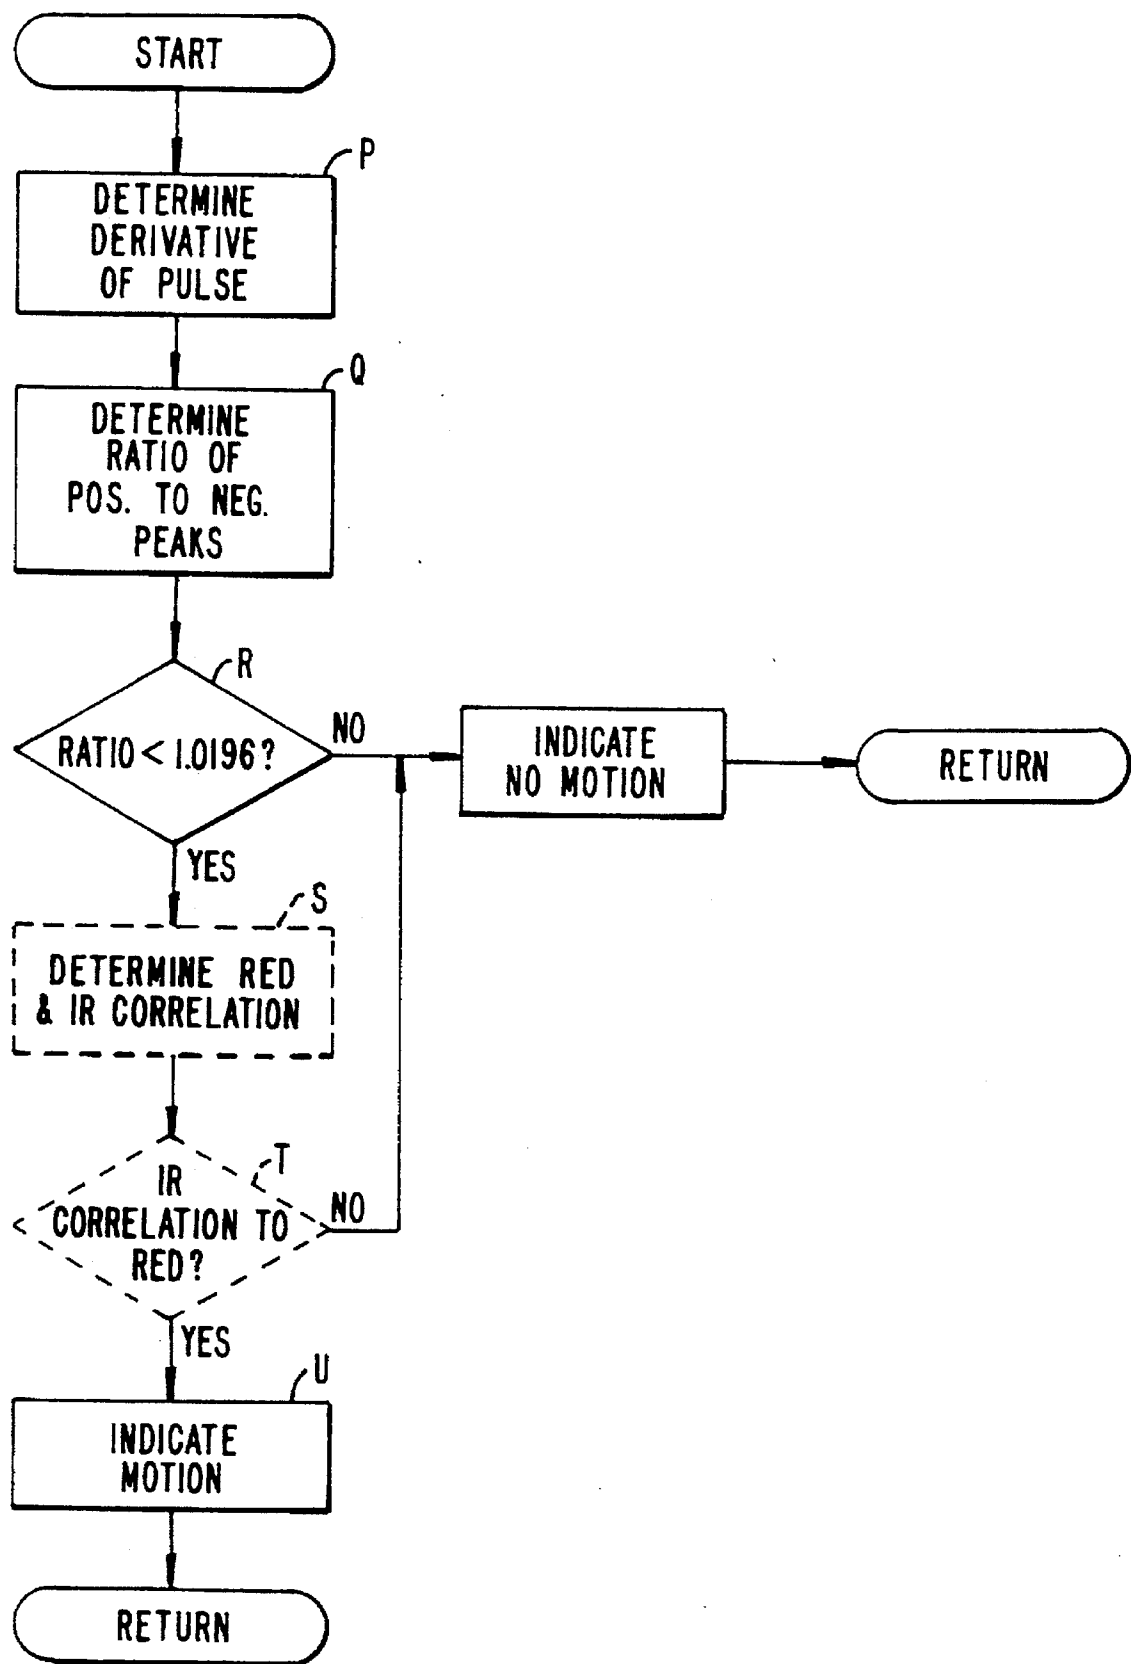 START
P
DETERMINE
DERIVATIVE
OF PULSE
Q
DETERMINE
RATIO OF
POS. TO NEG.
PEAKS
R
RATIO < 1.0196?
NO
INDICATE
NO MOTION
RETURN
YES
S
DETERMINE RED
& IR CORRELATION
T
IR
CORRELATION TO
RED?
NO
YES
U
INDICATE
MOTION
RETURN